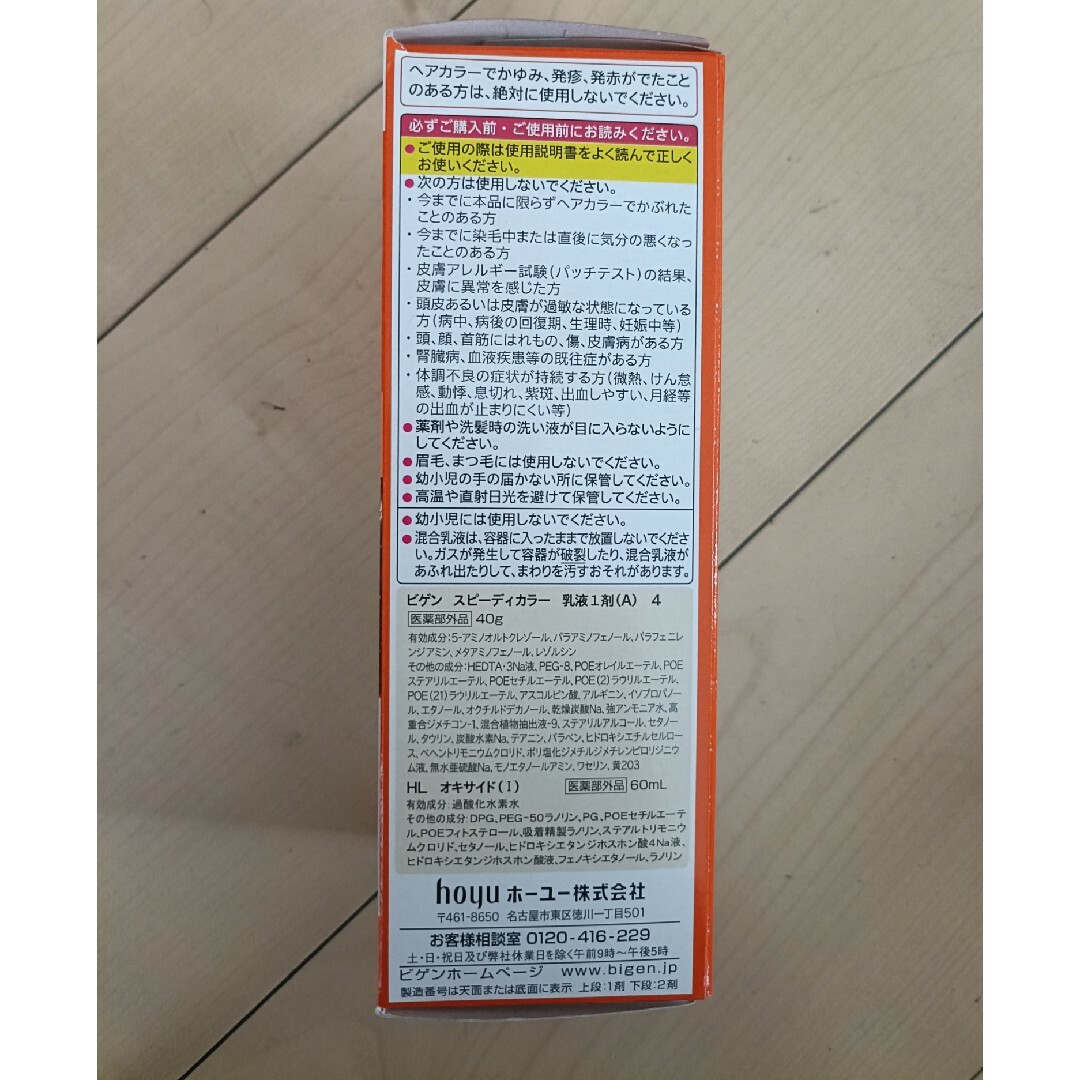 ヘアカラーでかゆみ、発疹、発赤がでたこと
のある方は、絶対に使用しないでください。
必ずご購入前・ご使用前にお読みください。
●ご使用の際は使用説明書をよく読んで正しく
お使いください。
●次の方は使用しないでください。
・今までに本品に限らずヘアカラーでかぶれた
ことのある方
・今までに染毛中または直後に気分の悪くなっ
たことのある方
・皮膚アレルギー試験(パッチテスト)の結果、
皮膚に異常を感じた方
・頭皮あるいは皮膚が過敏な状態になっている
方(病中、病後の回復期、生理時、妊娠中等)
・頭、顔、首筋にはれもの、傷、皮膚病がある方
・腎臓病、血液疾患等の既往症がある方
・体調不良の症状が持続する方(微熱、けん怠
感、動悸、息切れ、紫斑、出血しやすい、月経等
の出血が止まりにくい等)
●薬剤や洗髪時の洗い液が目に入らないように
してください。
●眉毛、まつ毛には使用しないでください。
●幼小児の手の届かない所に保管してください。
●高温や直射日光を避けて保管してください。
●幼小児には使用しないでください。
●混合乳液は、容器に入ったままで放置しないでくださ
い。ガスが発生して容器が破裂したり、混合乳液が
あふれ出たりして、まわりを汚すおそれがあります。
ビゲン スピーディカラー 乳液1剤(A) 4
医薬部外品 40g
有効成分:5-アミノオルトクレゾール、パラアミノフェノール、パラフェニレ
ンジアミン、メタアミノフェノール、レゾルシン
その他の成分:HEDTA・3Na液、PEG-8、POEオレイルエーテル、POE
ステアリルエーテル、POEセチルエーテル、POE(2)ラウリルエーテル、
POE(21)ラウリルエーテル、アスコルビン酸、アルギニン、イソプロパノー
ル、エタノール、オクチルドデカノール、乾燥炭酸Na、強アンモニア水、高
重合ジメチコン-1、混合植物抽出液-9、ステアリルアルコール、セタノー
ル、タウリン、炭酸水素Na、テアニン、パラベン、ヒドロキシエチルセルロー
ス、ベヘントリモニウムクロリド、ポリ塩化ジメチルジメチレンピロリジニウ
ム液、無水亜硫酸Na、モノエタノールアミン、ワセリン、黄203
HL オキサイド(I) 医薬部外品 60mL
有効成分:過酸化水素水
その他の成分:DPG、PEG-50ラノリン、PG、POEセチルエーテ
ル、POEフィトステロール、吸着精製ラノリン、ステアルトリモニウ
ムクロリド、セタノール、ヒドロキシエタンジホスホン酸4Na液、
ヒドロキシエタンジホスホン酸液、フェノキシエタノール、ラノリン
hoyu ホーユー株式会社
〒461-8650 名古屋市東区徳川一丁目501
お客様相談室 0120-416-229
土・日・祝日及び弊社休業日を除く午前9時〜午後5時
ビゲンホームページ www.bigen.jp
製造番号は天面または底面に表示 上段:1剤 下段:2剤